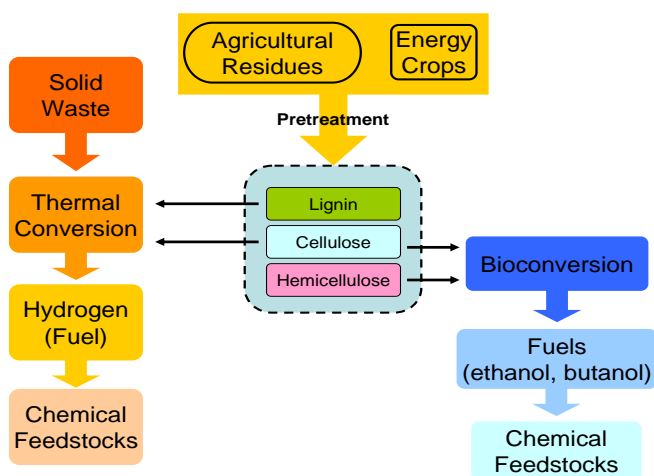 Agricultural
Residues
Energy
Crops
Solid
Waste
Pretreatment
Thermal
Conversion
Lignin
Cellulose
Hemicellulose
Bioconversion
Hydrogen
(Fuel)
Fuels
(ethanol, butanol)
Chemical
Feedstocks
Chemical
Feedstocks